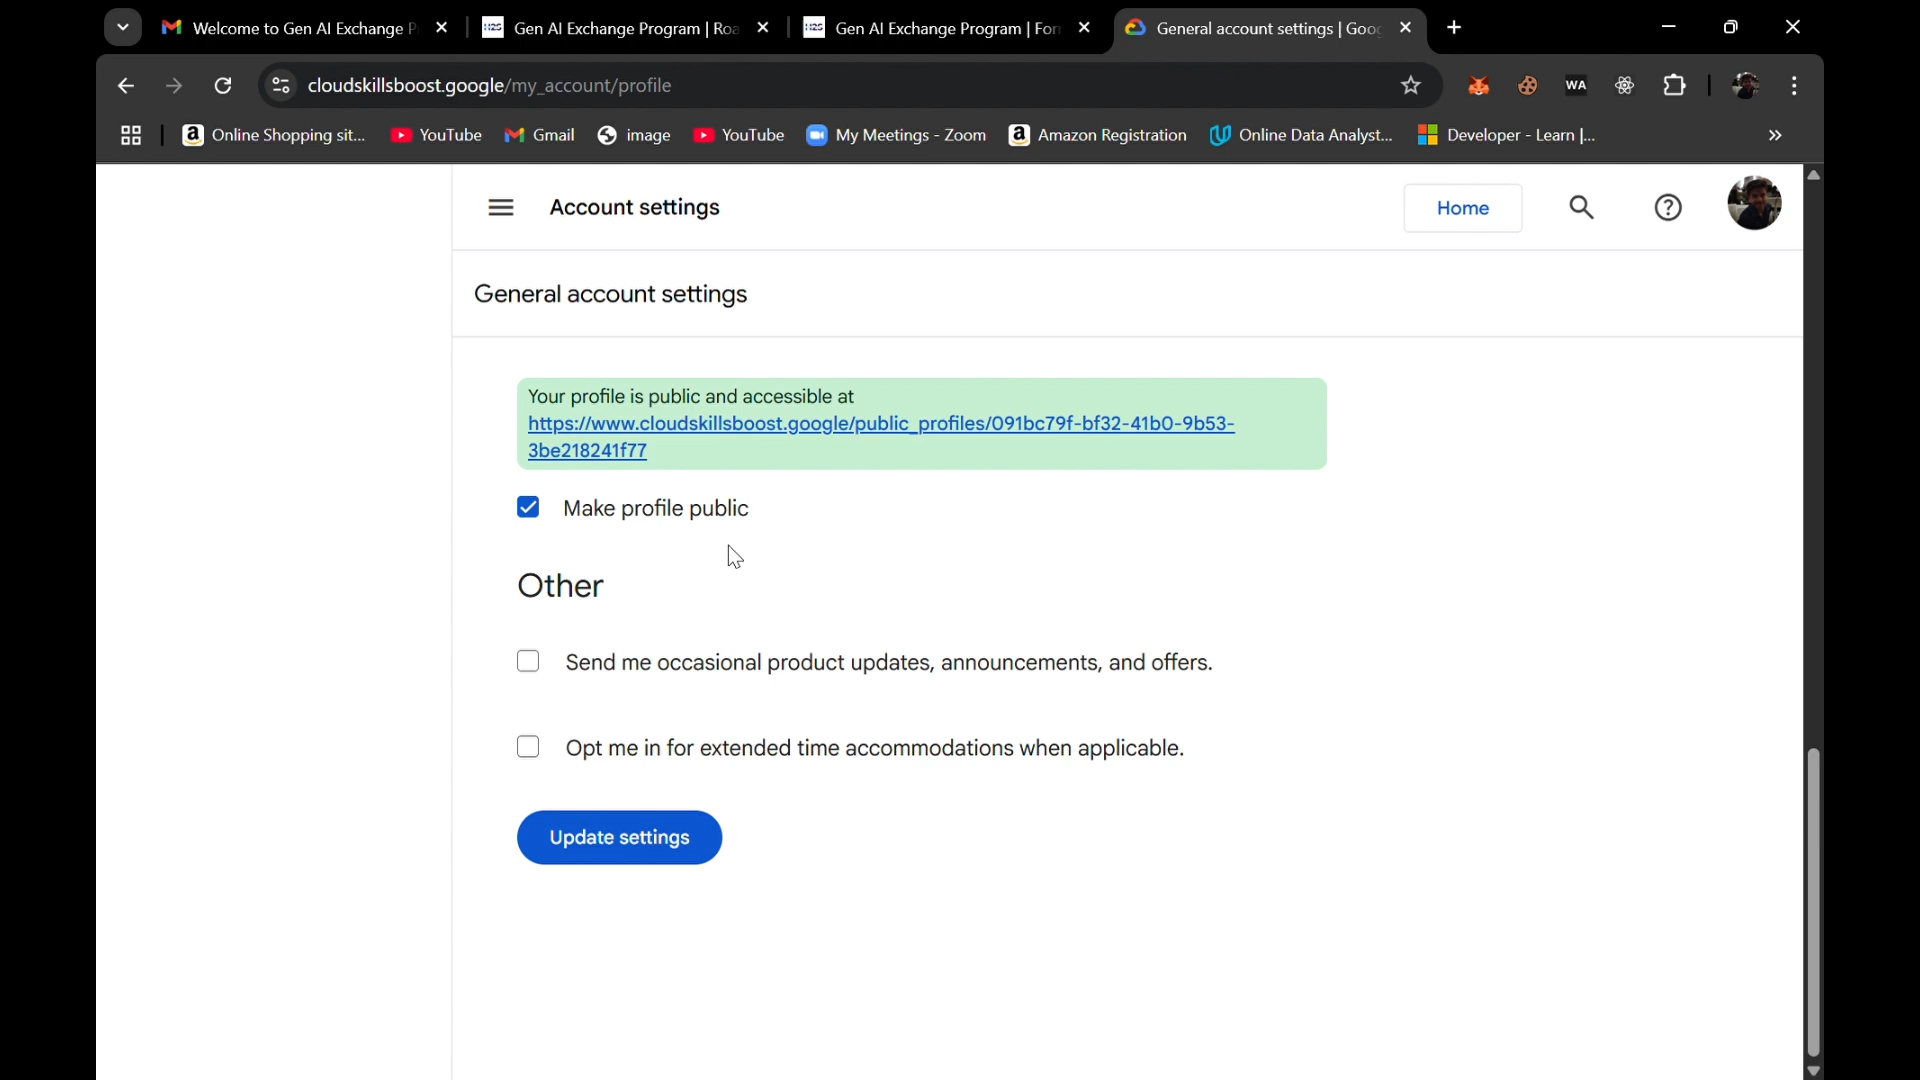 Welcome to Gen AI Exchange P
Gen AI Exchange Program | Roa
Gen AI Exchange Program | For
General account settings | Goog
cloudskillsboost.google/my_account/profile
WA
Online Shopping sit...
YouTube
Gmail
image
YouTube
My Meetings - Zoom
Amazon Registration
Online Data Analyst...
Developer - Learn |...
Account settings
Home
General account settings
Your profile is public and accessible at
https://www.cloudskillsboost.google/public_profiles/091bc79f-bf32-41b0-9b53-
3be218241f77
Make profile public
Other
Send me occasional product updates, announcements, and offers.
Opt me in for extended time accommodations when applicable.
Update settings